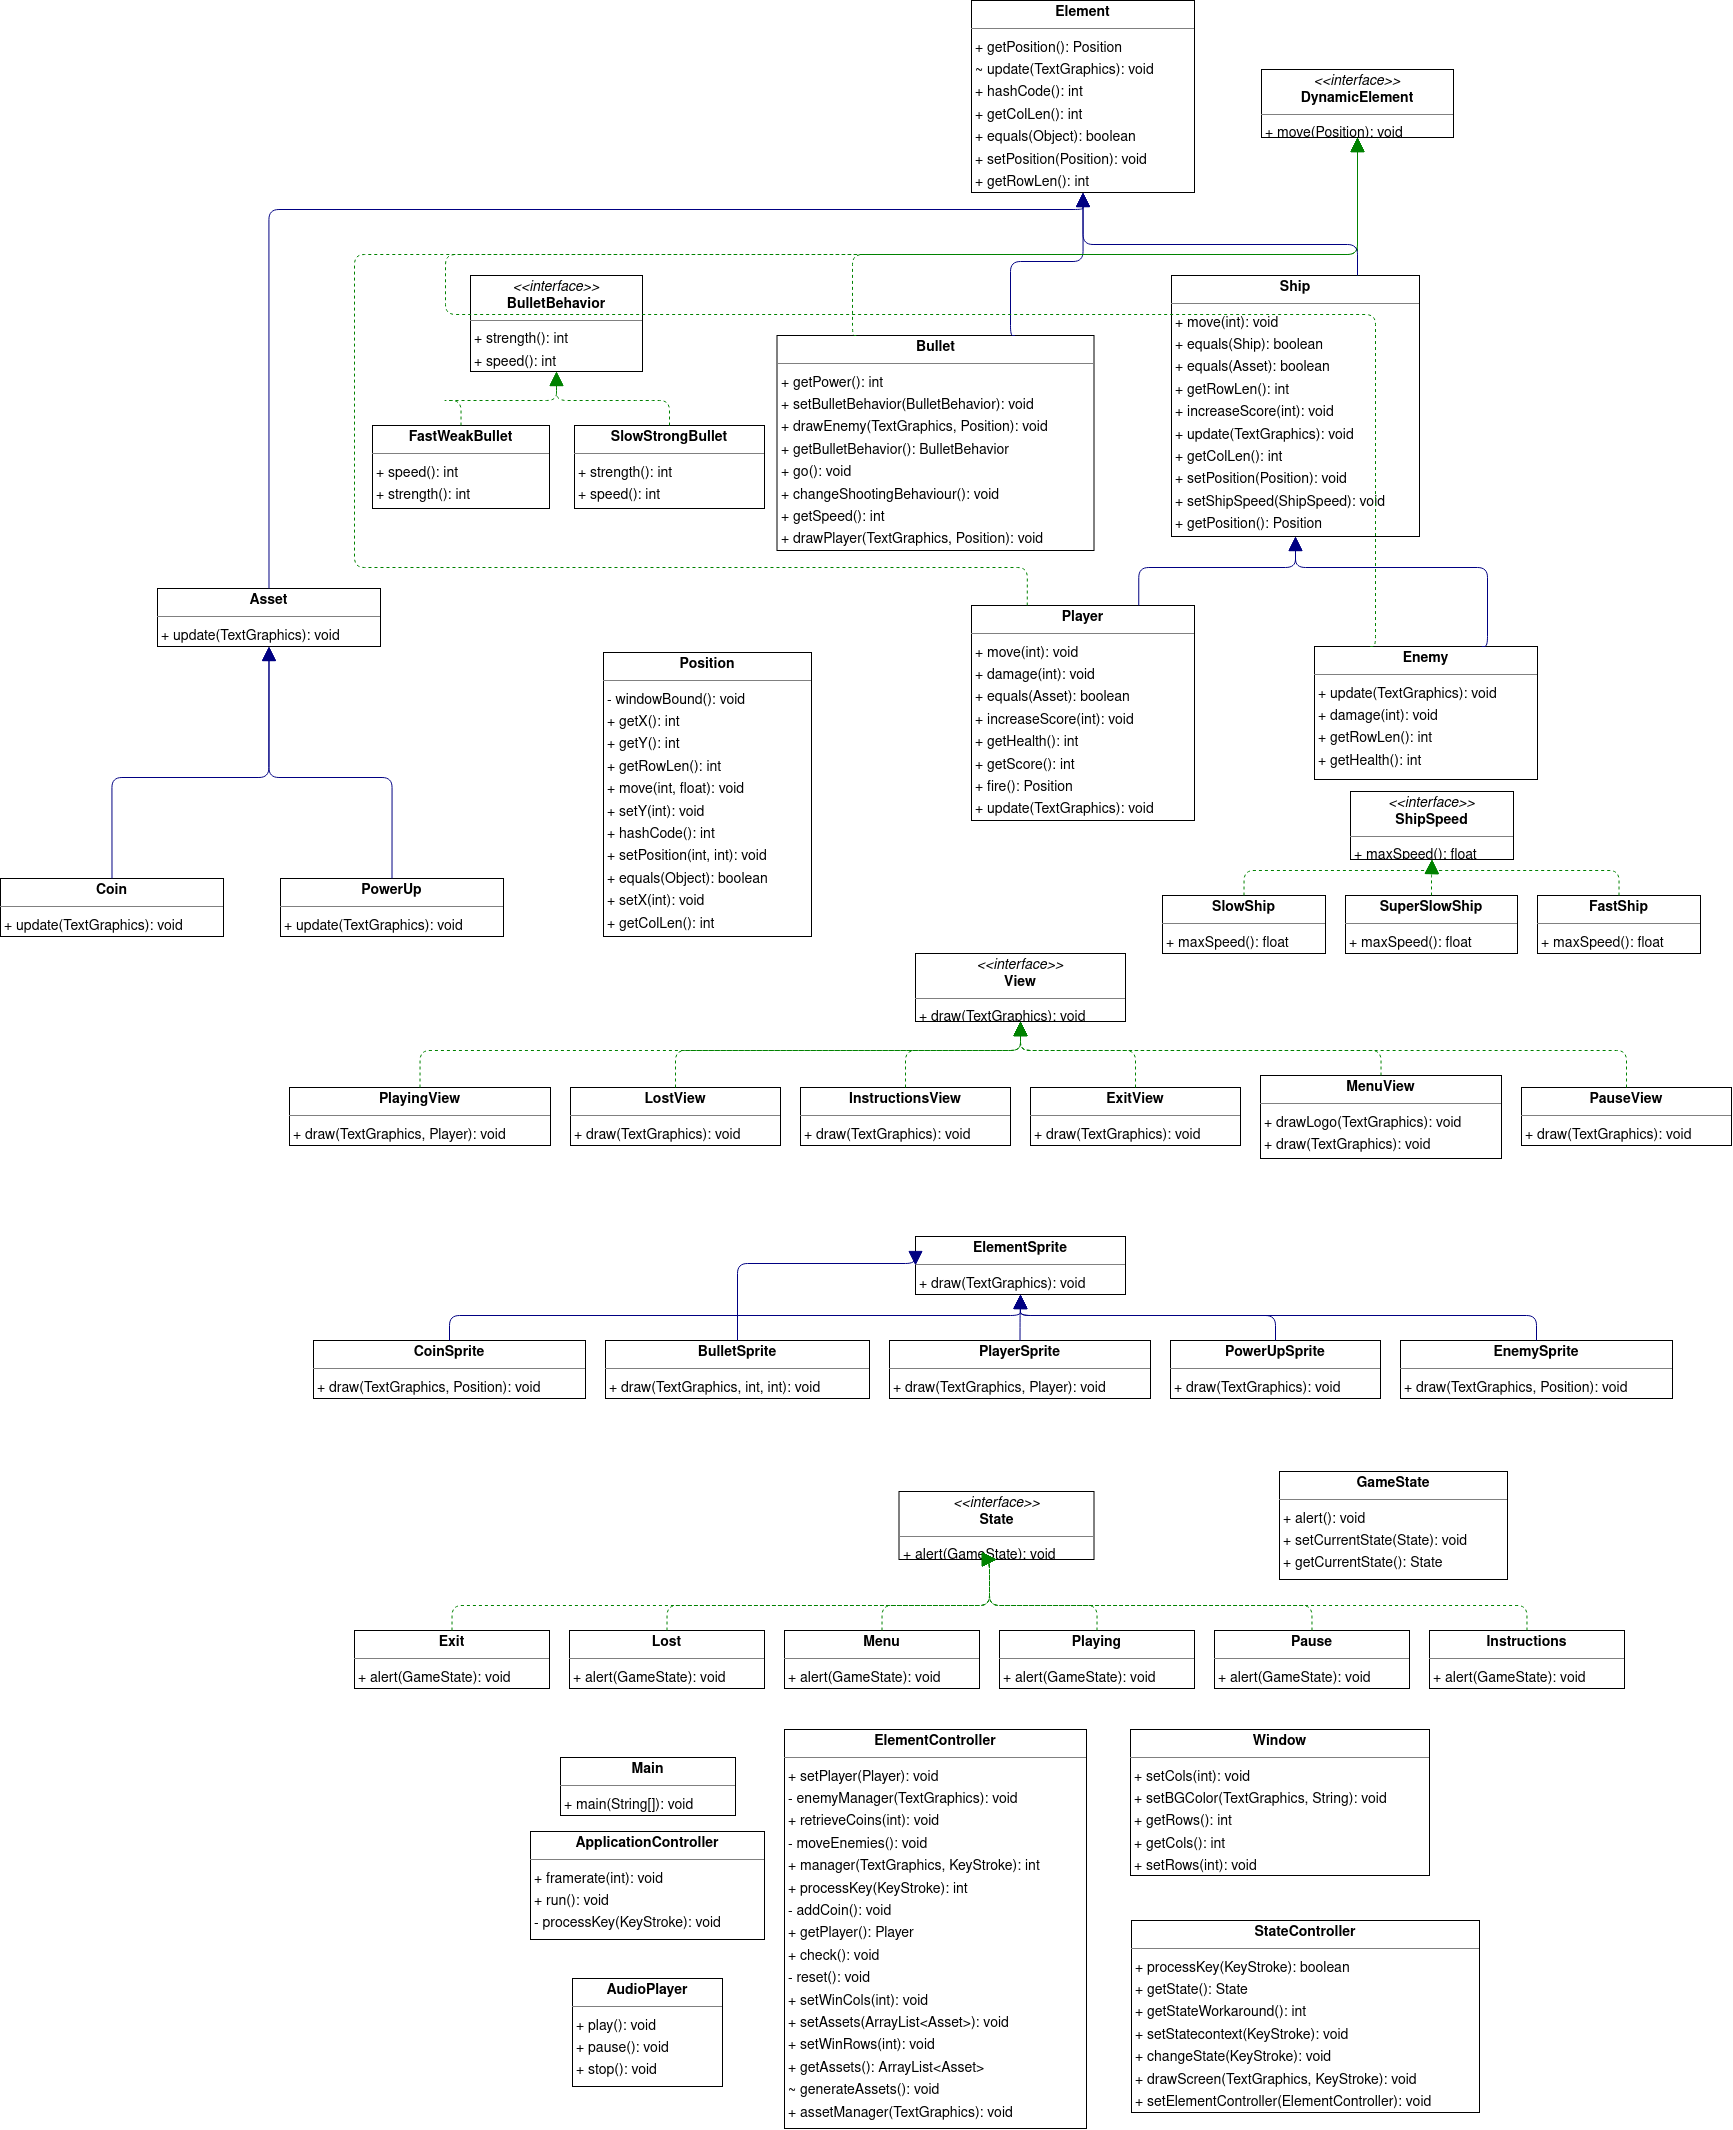 Element
+ getPosition(): Position
~ update(TextGraphics): void
+ hashCode(): int
+ getColLen(): int
+ equals(Object): boolean
+ setPosition(Position): void
+ getRowLen(): int
<<interface>>
DynamicElement
+ move(Position): void
<<interface>>
BulletBehavior
+ strength(): int
+ speed(): int
Ship
+ move(int): void
+ equals(Ship): boolean
+ equals(Asset): boolean
+ getRowLen(): int
+ increaseScore(int): void
+ update(TextGraphics): void
+ getColLen(): int
+ setPosition(Position): void
+ setShipSpeed(ShipSpeed): void
+ getPosition(): Position
Bullet
+ getPower(): int
+ setBulletBehavior(BulletBehavior): void
+ drawEnemy(TextGraphics, Position): void
+ getBulletBehavior(): BulletBehavior
+ go(): void
+ changeShootingBehaviour(): void
+ getSpeed(): int
+ drawPlayer(TextGraphics, Position): void
FastWeakBullet
+ speed(): int
+ strength(): int
SlowStrongBullet
+ strength(): int
+ speed(): int
Asset
+ update(TextGraphics): void
Player
+ move(int): void
+ damage(int): void
+ equals(Asset): boolean
+ increaseScore(int): void
+ getHealth(): int
+ getScore(): int
+ fire(): Position
+ update(TextGraphics): void
Position
- windowBound(): void
+ getX(): int
+ getY(): int
+ getRowLen(): int
+ move(int, float): void
+ setY(int): void
+ hashCode(): int
+ setPosition(int, int): void
+ equals(Object): boolean
+ setX(int): void
+ getColLen(): int
Enemy
+ update(TextGraphics): void
+ damage(int): void
+ getRowLen(): int
+ getHealth(): int
<<interface>>
ShipSpeed
+ maxSpeed(): float
Coin
+ update(TextGraphics): void
PowerUp
+ update(TextGraphics): void
SlowShip
+ maxSpeed(): float
SuperSlowShip
+ maxSpeed(): float
FastShip
+ maxSpeed(): float
<<interface>>
View
+ draw(TextGraphics): void
PlayingView
+ draw(TextGraphics, Player): void
LostView
+ draw(TextGraphics): void
InstructionsView
+ draw(TextGraphics): void
ExitView
+ draw(TextGraphics): void
MenuView
+ drawLogo(TextGraphics): void
+ draw(TextGraphics): void
PauseView
+ draw(TextGraphics): void
ElementSprite
+ draw(TextGraphics): void
CoinSprite
+ draw(TextGraphics, Position): void
BulletSprite
+ draw(TextGraphics, int, int): void
PlayerSprite
+ draw(TextGraphics, Player): void
PowerUpSprite
+ draw(TextGraphics): void
EnemySprite
+ draw(TextGraphics, Position): void
<<interface>>
State
+ alert(GameState): void
GameState
+ alert(): void
+ setCurrentState(State): void
+ getCurrentState(): State
Exit
+ alert(GameState): void
Lost
+ alert(GameState): void
Menu
+ alert(GameState): void
Playing
+ alert(GameState): void
Pause
+ alert(GameState): void
Instructions
+ alert(GameState): void
Main
+ main(String[]): void
ApplicationController
+ framerate(int): void
+ run(): void
- processKey(KeyStroke): void
AudioPlayer
+ play(): void
+ pause(): void
+ stop(): void
ElementController
+ setPlayer(Player): void
- enemyManager(TextGraphics): void
+ retrieveCoins(int): void
- moveEnemies(): void
+ manager(TextGraphics, KeyStroke): int
+ processKey(KeyStroke): int
- addCoin(): void
+ getPlayer(): Player
+ check(): void
- reset(): void
+ setWinCols(int): void
+ setAssets(ArrayList<Asset>): void
+ setWinRows(int): void
+ getAssets(): ArrayList<Asset>
~ generateAssets(): void
+ assetManager(TextGraphics): void
Window
+ setCols(int): void
+ setBGColor(TextGraphics, String): void
+ getRows(): int
+ getCols(): int
+ setRows(int): void
StateController
+ processKey(KeyStroke): boolean
+ getState(): State
+ getStateWorkaround(): int
+ setStatecontext(KeyStroke): void
+ changeState(KeyStroke): void
+ drawScreen(TextGraphics, KeyStroke): void
+ setElementController(ElementController): void